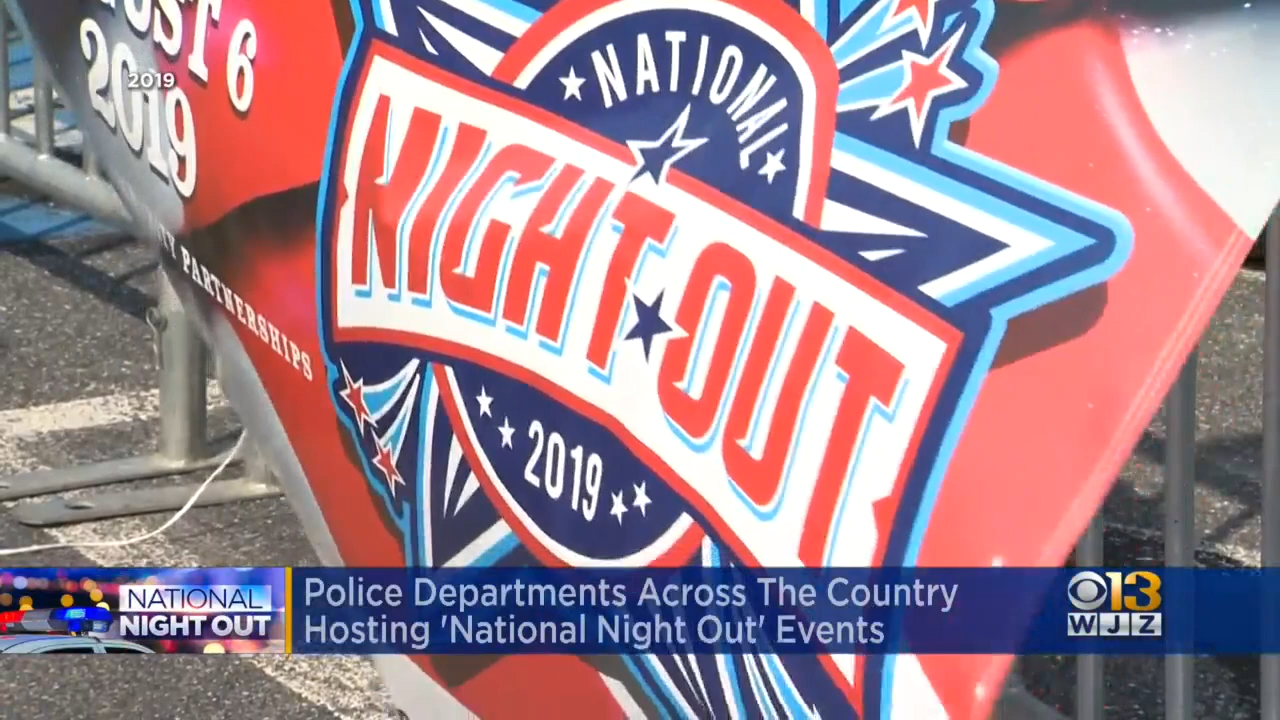 6
2019
2019
PARTNERSHIPS
NATIONAL
NIGHT OUT
2019
NATIONAL
NIGHT OUT
Police Departments Across The Country
Hosting 'National Night Out' Events
13
WJZ